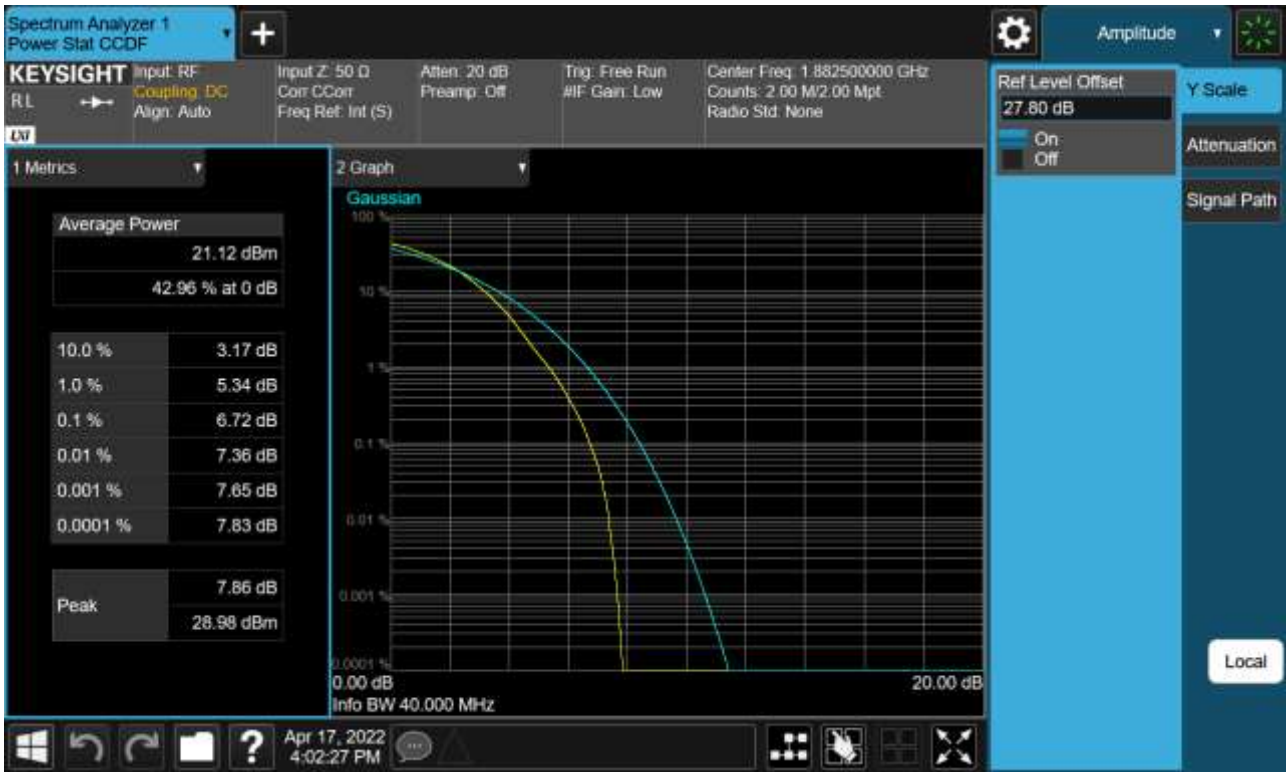 Spectrum Analyzer 1
Power Stat CCDF
+
Amplitude
KEYSIGHT
RL
LXI
Input: RF
Coupling: DC
Align: Auto
Input Z: 50 Ω
Corr CCorr
Freq Ref: Int (S)
Atten: 20 dB
Preamp: Off
Trig: Free Run
#IF Gain: Low
Center Freq: 1.882500000 GHz
Counts: 2.00 M/2.00 Mpt
Radio Std: None
Ref Level Offset
27.80 dB
On
Off
Y Scale
Attenuation
Signal Path
Local
1 Metrics
Average Power
21.12 dBm
42.96 % at 0 dB
10.0 % 3.17 dB
1.0 % 5.34 dB
0.1 % 6.72 dB
0.01 % 7.36 dB
0.001 % 7.65 dB
0.0001 % 7.83 dB
Peak
7.86 dB
28.98 dBm
2 Graph
Gaussian
100 %
10 %
1 %
0.1 %
0.01 %
0.001 %
0.0001 %
0.00 dB 20.00 dB
Info BW 40.000 MHz
?
Apr 17, 2022
4:02:27 PM